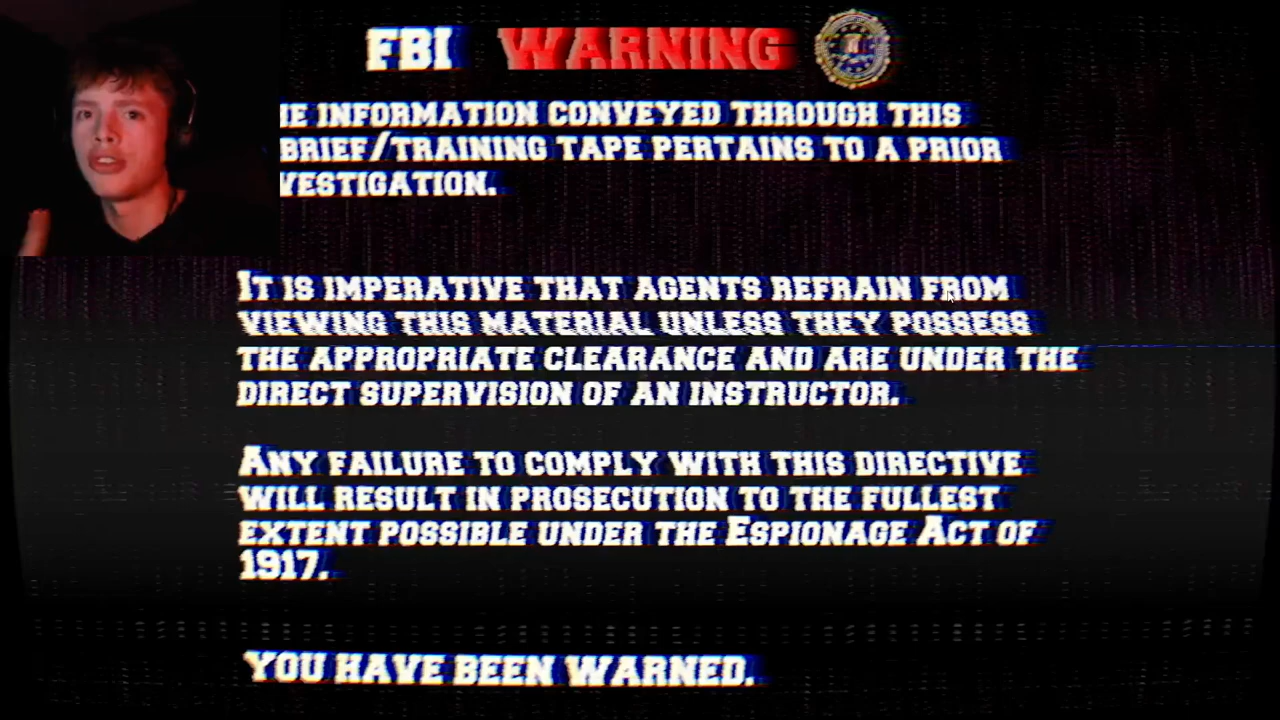 FBI WARNING
E INFORMATION CONVEYED THROUGH THIS
BRIEF/TRAINING TAPE PERTAINS TO A PRIOR
VESTIGATION.
IT IS IMPERATIVE THAT AGENTS REFRAIN FROM
VIEWING THIS MATERIAL UNLESS THEY POSSESS
THE APPROPRIATE CLEARANCE AND ARE UNDER THE
DIRECT SUPERVISION OF AN INSTRUCTOR.
ANY FAILURE TO COMPLY WITH THIS DIRECTIVE
WILL RESULT IN PROSECUTION TO THE FULLEST
EXTENT POSSIBLE UNDER THE ESPIONAGE ACT OF
1917.
YOU HAVE BEEN WARNED.